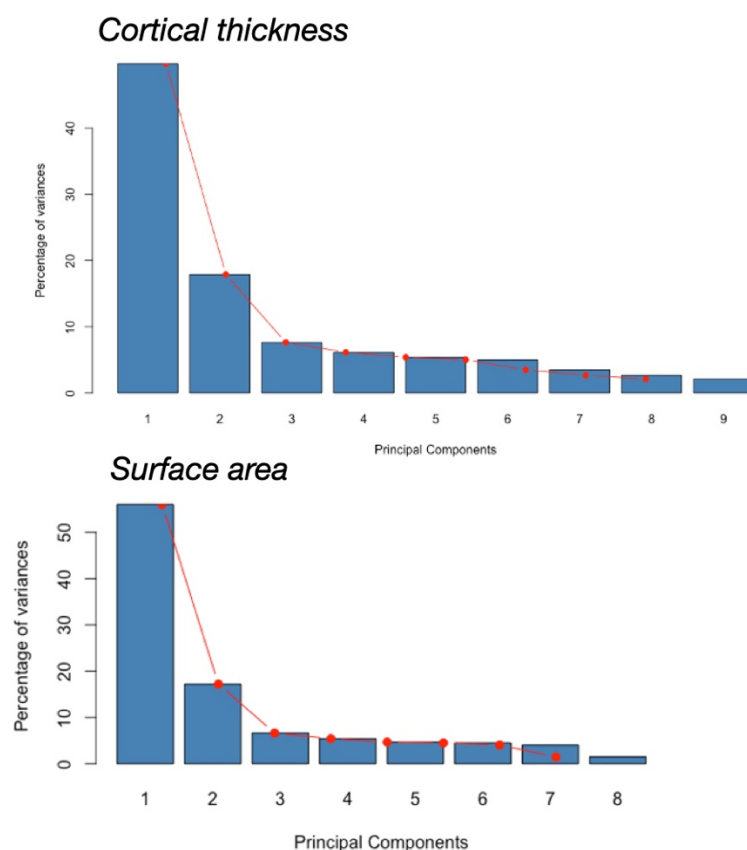 Cortical thickness
Percentage of variances
40
30
20
10
0
1 2 3 4 5 6 7 8 9
Principal Components
Surface area
Percentage of variances
50
40
30
20
10
0
1 2 3 4 5 6 7 8
Principal Components